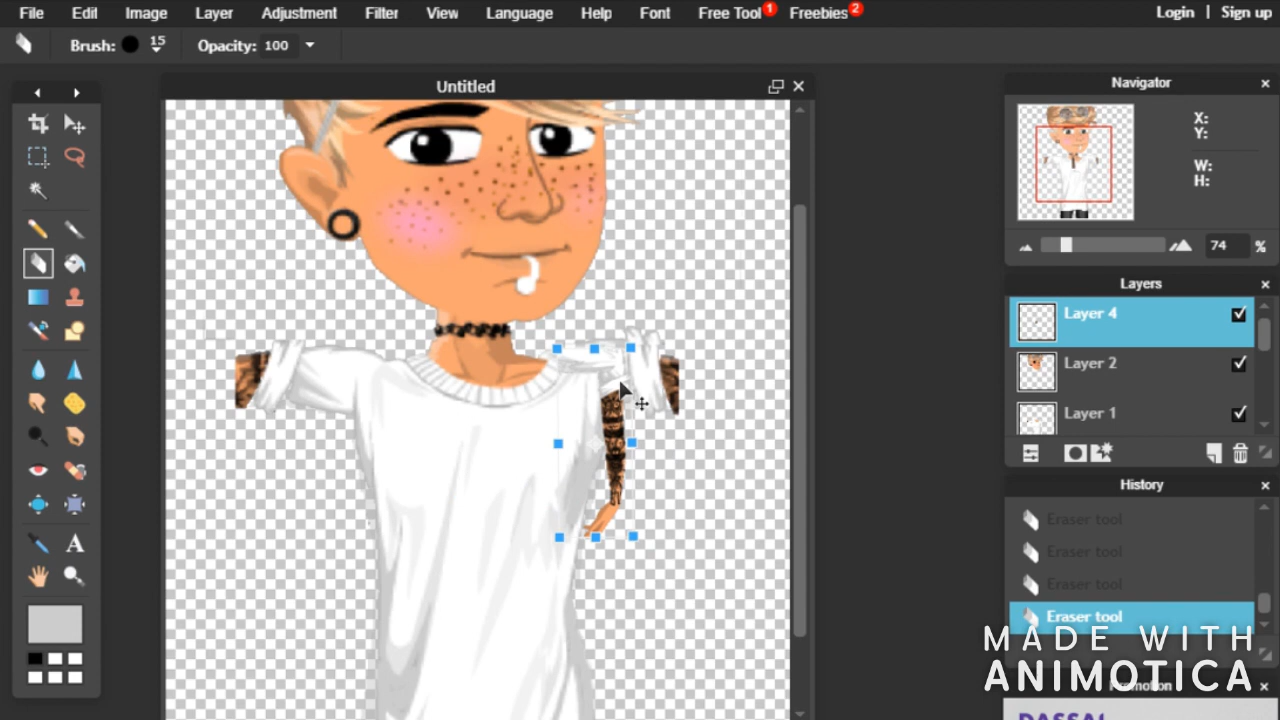 File Edit Image Layer Adjustment Filter View Language Help Font Free Tool 1 Freebies 2 Login | Sign up
Brush: 15 Opacity: 100
Untitled
Navigator
X:
Y:
W:
H:
74 %
Layers
Layer 4
Layer 2
Layer 1
History
Eraser tool
Eraser tool
Eraser tool
Eraser tool
MADE WITH
ANIMOTICA
Promotion
A